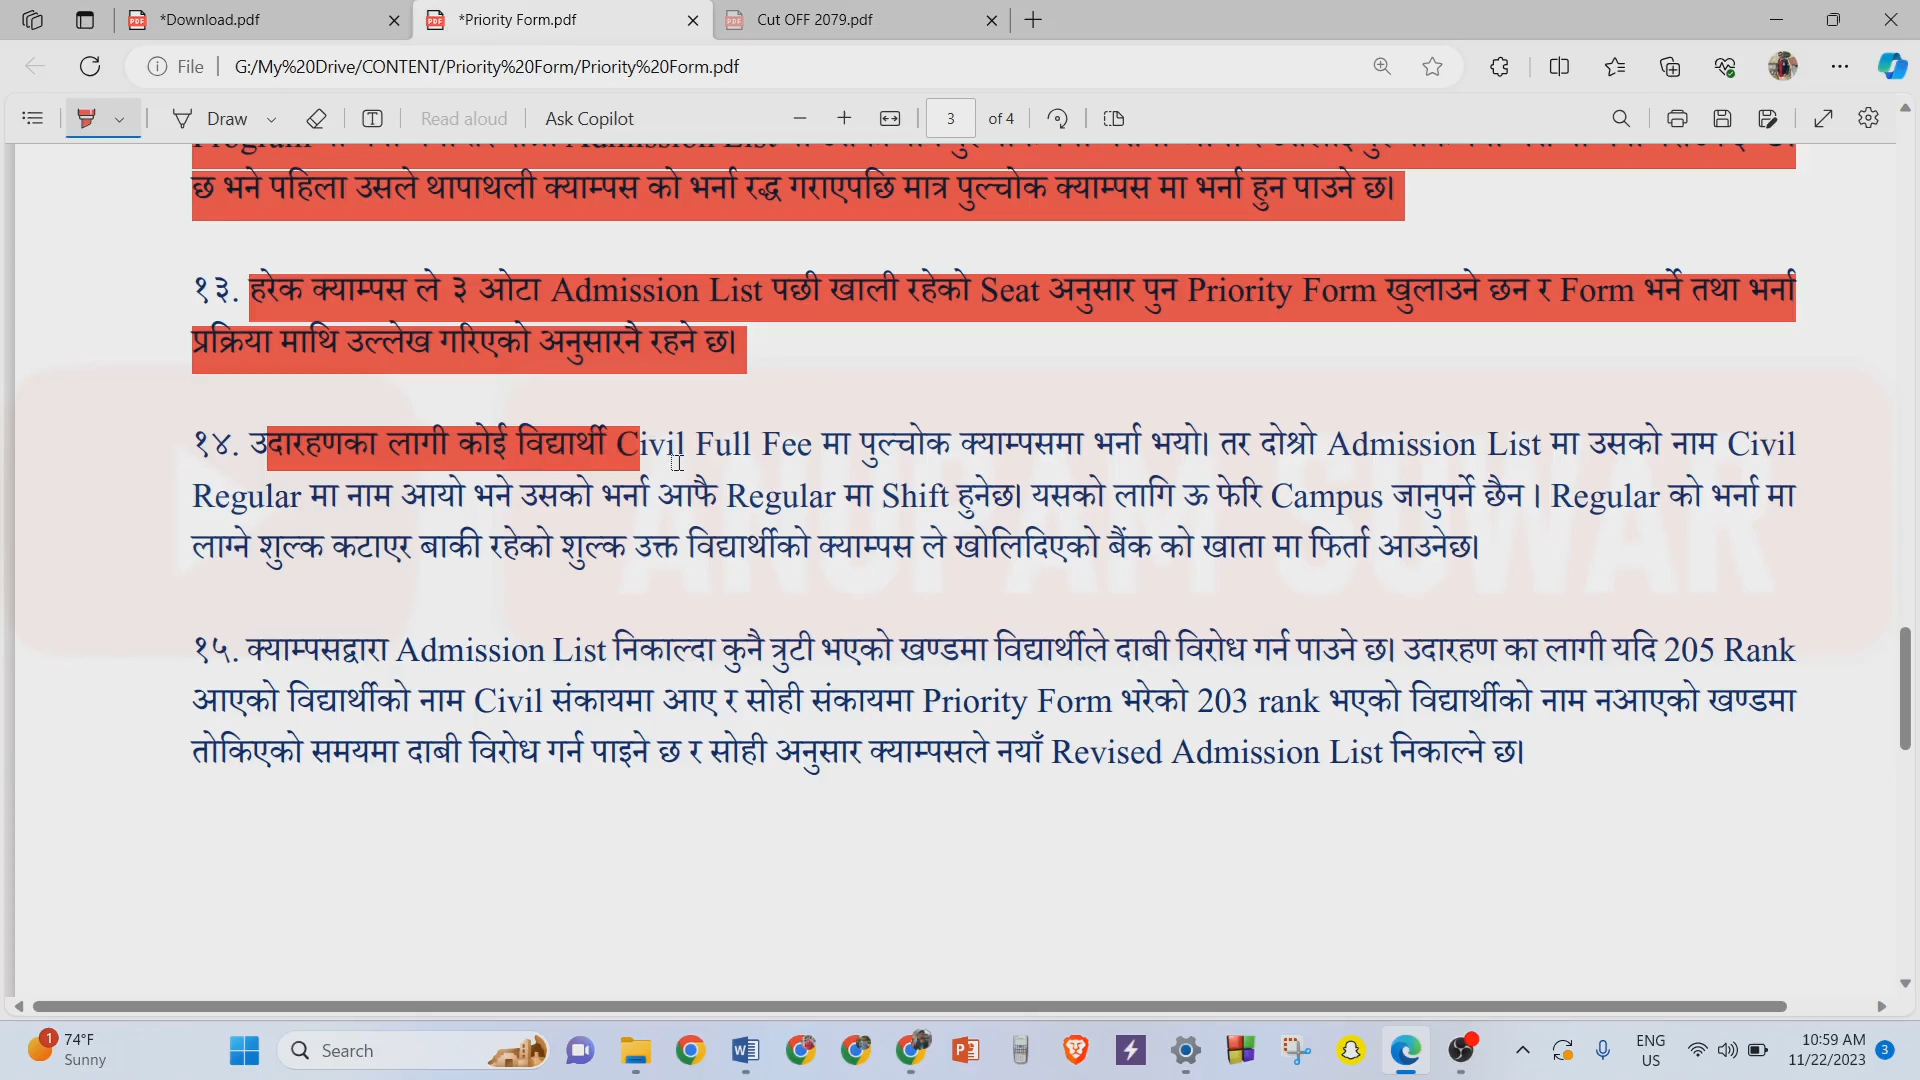 *Download.pdf
*Priority Form.pdf
Cut OFF 2079.pdf
File
G:/My%20Drive/CONTENT/Priority%20Form/Priority%20Form.pdf
Draw
Read aloud
Ask Copilot
3
of 4
छ भने पहिला उसले थापाथली क्याम्पस को भर्ना रद्ध गराएपछि मात्र पुल्चोक क्याम्पस मा भर्ना हुन पाउने छ।
१३. हरेक क्याम्पस ले ३ ओटा Admission List पछी खाली रहेको Seat अनुसार पुन Priority Form खुलाउने छन र Form भर्ने तथा भर्ना
प्रक्रिया माथि उल्लेख गरिएको अनुसारनै रहने छ।
१४. उदारहणका लागी कोई विद्यार्थी Civil Full Fee मा पुल्चोक क्याम्पसमा भर्ना भयो। तर दोश्रो Admission List मा उसको नाम Civil
Regular मा नाम आयो भने उसको भर्ना आफै Regular मा Shift हुनेछ। यसको लागि ऊ फेरि Campus जानुपर्ने छैन । Regular को भर्ना मा
लाग्ने शुल्क कटाएर बाकी रहेको शुल्क उक्त विद्यार्थीको क्याम्पस ले खोलिदिएको बैंक को खाता मा फिर्ता आउनेछ।
ANUPAM SUWAR
१५. क्याम्पसद्वारा Admission List निकाल्दा कुनै त्रुटी भएको खण्डमा विद्यार्थीले दाबी विरोध गर्न पाउने छ। उदारहण का लागी यदि 205 Rank
आएको विद्यार्थीको नाम Civil संकायमा आए र सोही संकायमा Priority Form भरेको 203 rank भएको विद्यार्थीको नाम नआएको खण्डमा
तोकिएको समयमा दाबी विरोध गर्न पाइने छ र सोही अनुसार क्याम्पसले नयाँ Revised Admission List निकाल्ने छ।
1
74°F
Sunny
Search
ENG
US
10:59 AM
11/22/2023
3